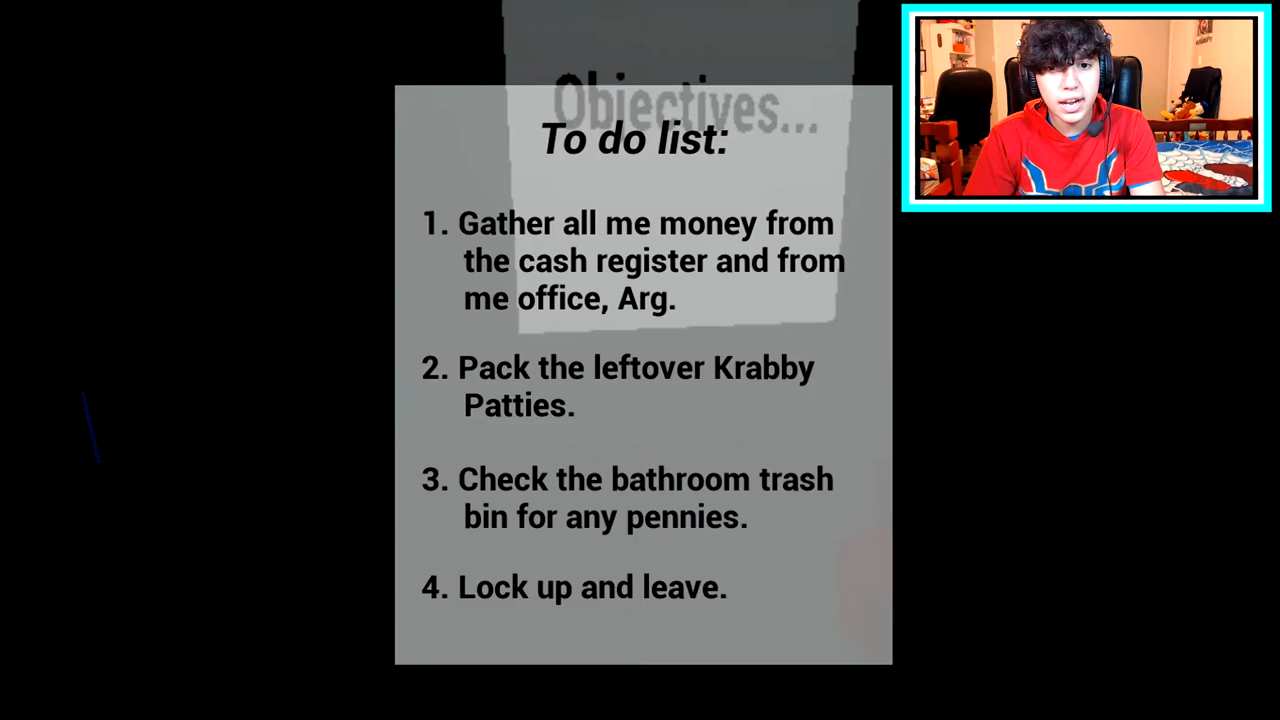 Objectives...
To do list:
1. Gather all me money from
the cash register and from
me office, Arg.
2. Pack the leftover Krabby
Patties.
3. Check the bathroom trash
bin for any pennies.
4. Lock up and leave.